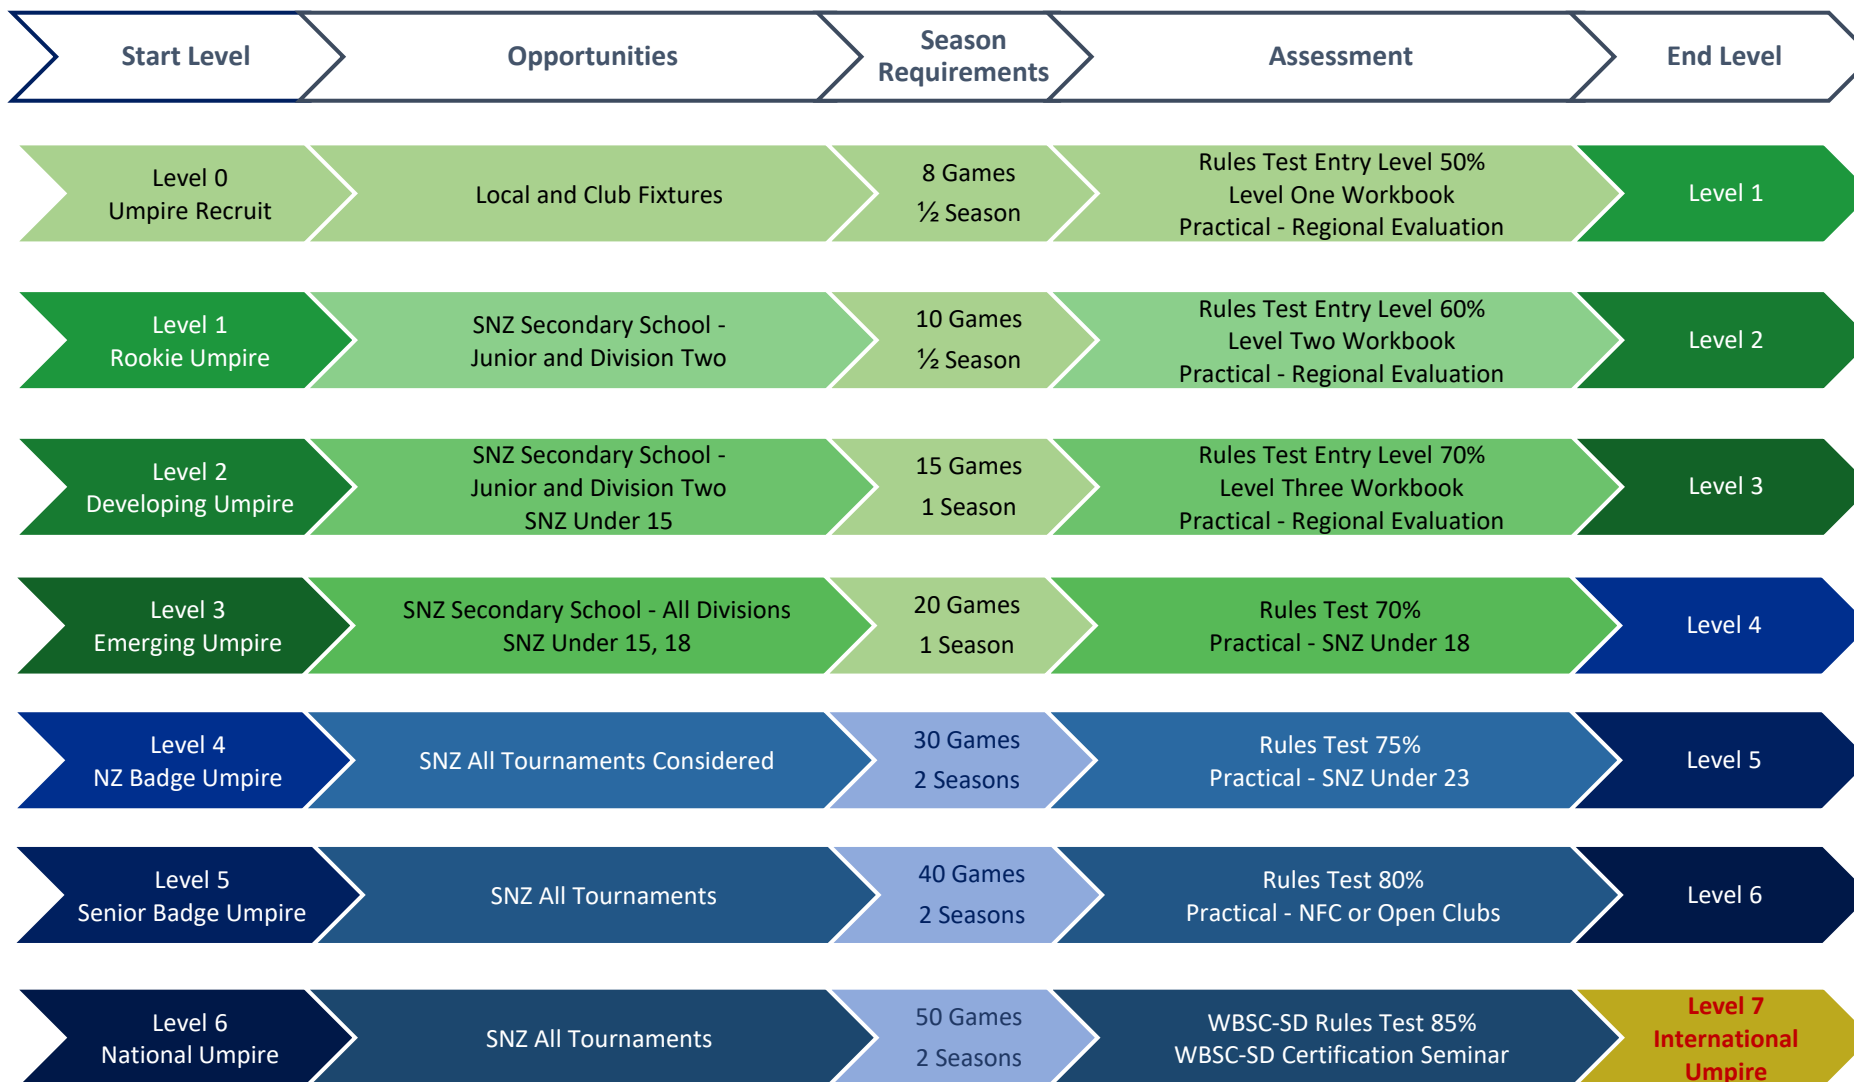 Start Level
Opportunities
Season
Requirements
Assessment
End Level
Level 0
Umpire Recruit
Local and Club Fixtures
8 Games
½ Season
Rules Test Entry Level 50%
Level One Workbook
Practical - Regional Evaluation
Level 1
Level 1
Rookie Umpire
SNZ Secondary School -
Junior and Division Two
10 Games
½ Season
Rules Test Entry Level 60%
Level Two Workbook
Practical - Regional Evaluation
Level 2
Level 2
Developing Umpire
SNZ Secondary School -
Junior and Division Two
SNZ Under 15
15 Games
1 Season
Rules Test Entry Level 70%
Level Three Workbook
Practical - Regional Evaluation
Level 3
Level 3
Emerging Umpire
SNZ Secondary School - All Divisions
SNZ Under 15, 18
20 Games
1 Season
Rules Test 70%
Practical - SNZ Under 18
Level 4
Level 4
NZ Badge Umpire
SNZ All Tournaments Considered
30 Games
2 Seasons
Rules Test 75%
Practical - SNZ Under 23
Level 5
Level 5
Senior Badge Umpire
SNZ All Tournaments
40 Games
2 Seasons
Rules Test 80%
Practical - NFC or Open Clubs
Level 6
Level 6
National Umpire
SNZ All Tournaments
50 Games
2 Seasons
WBSC-SD Rules Test 85%
WBSC-SD Certification Seminar
Level 7
International
Umpire